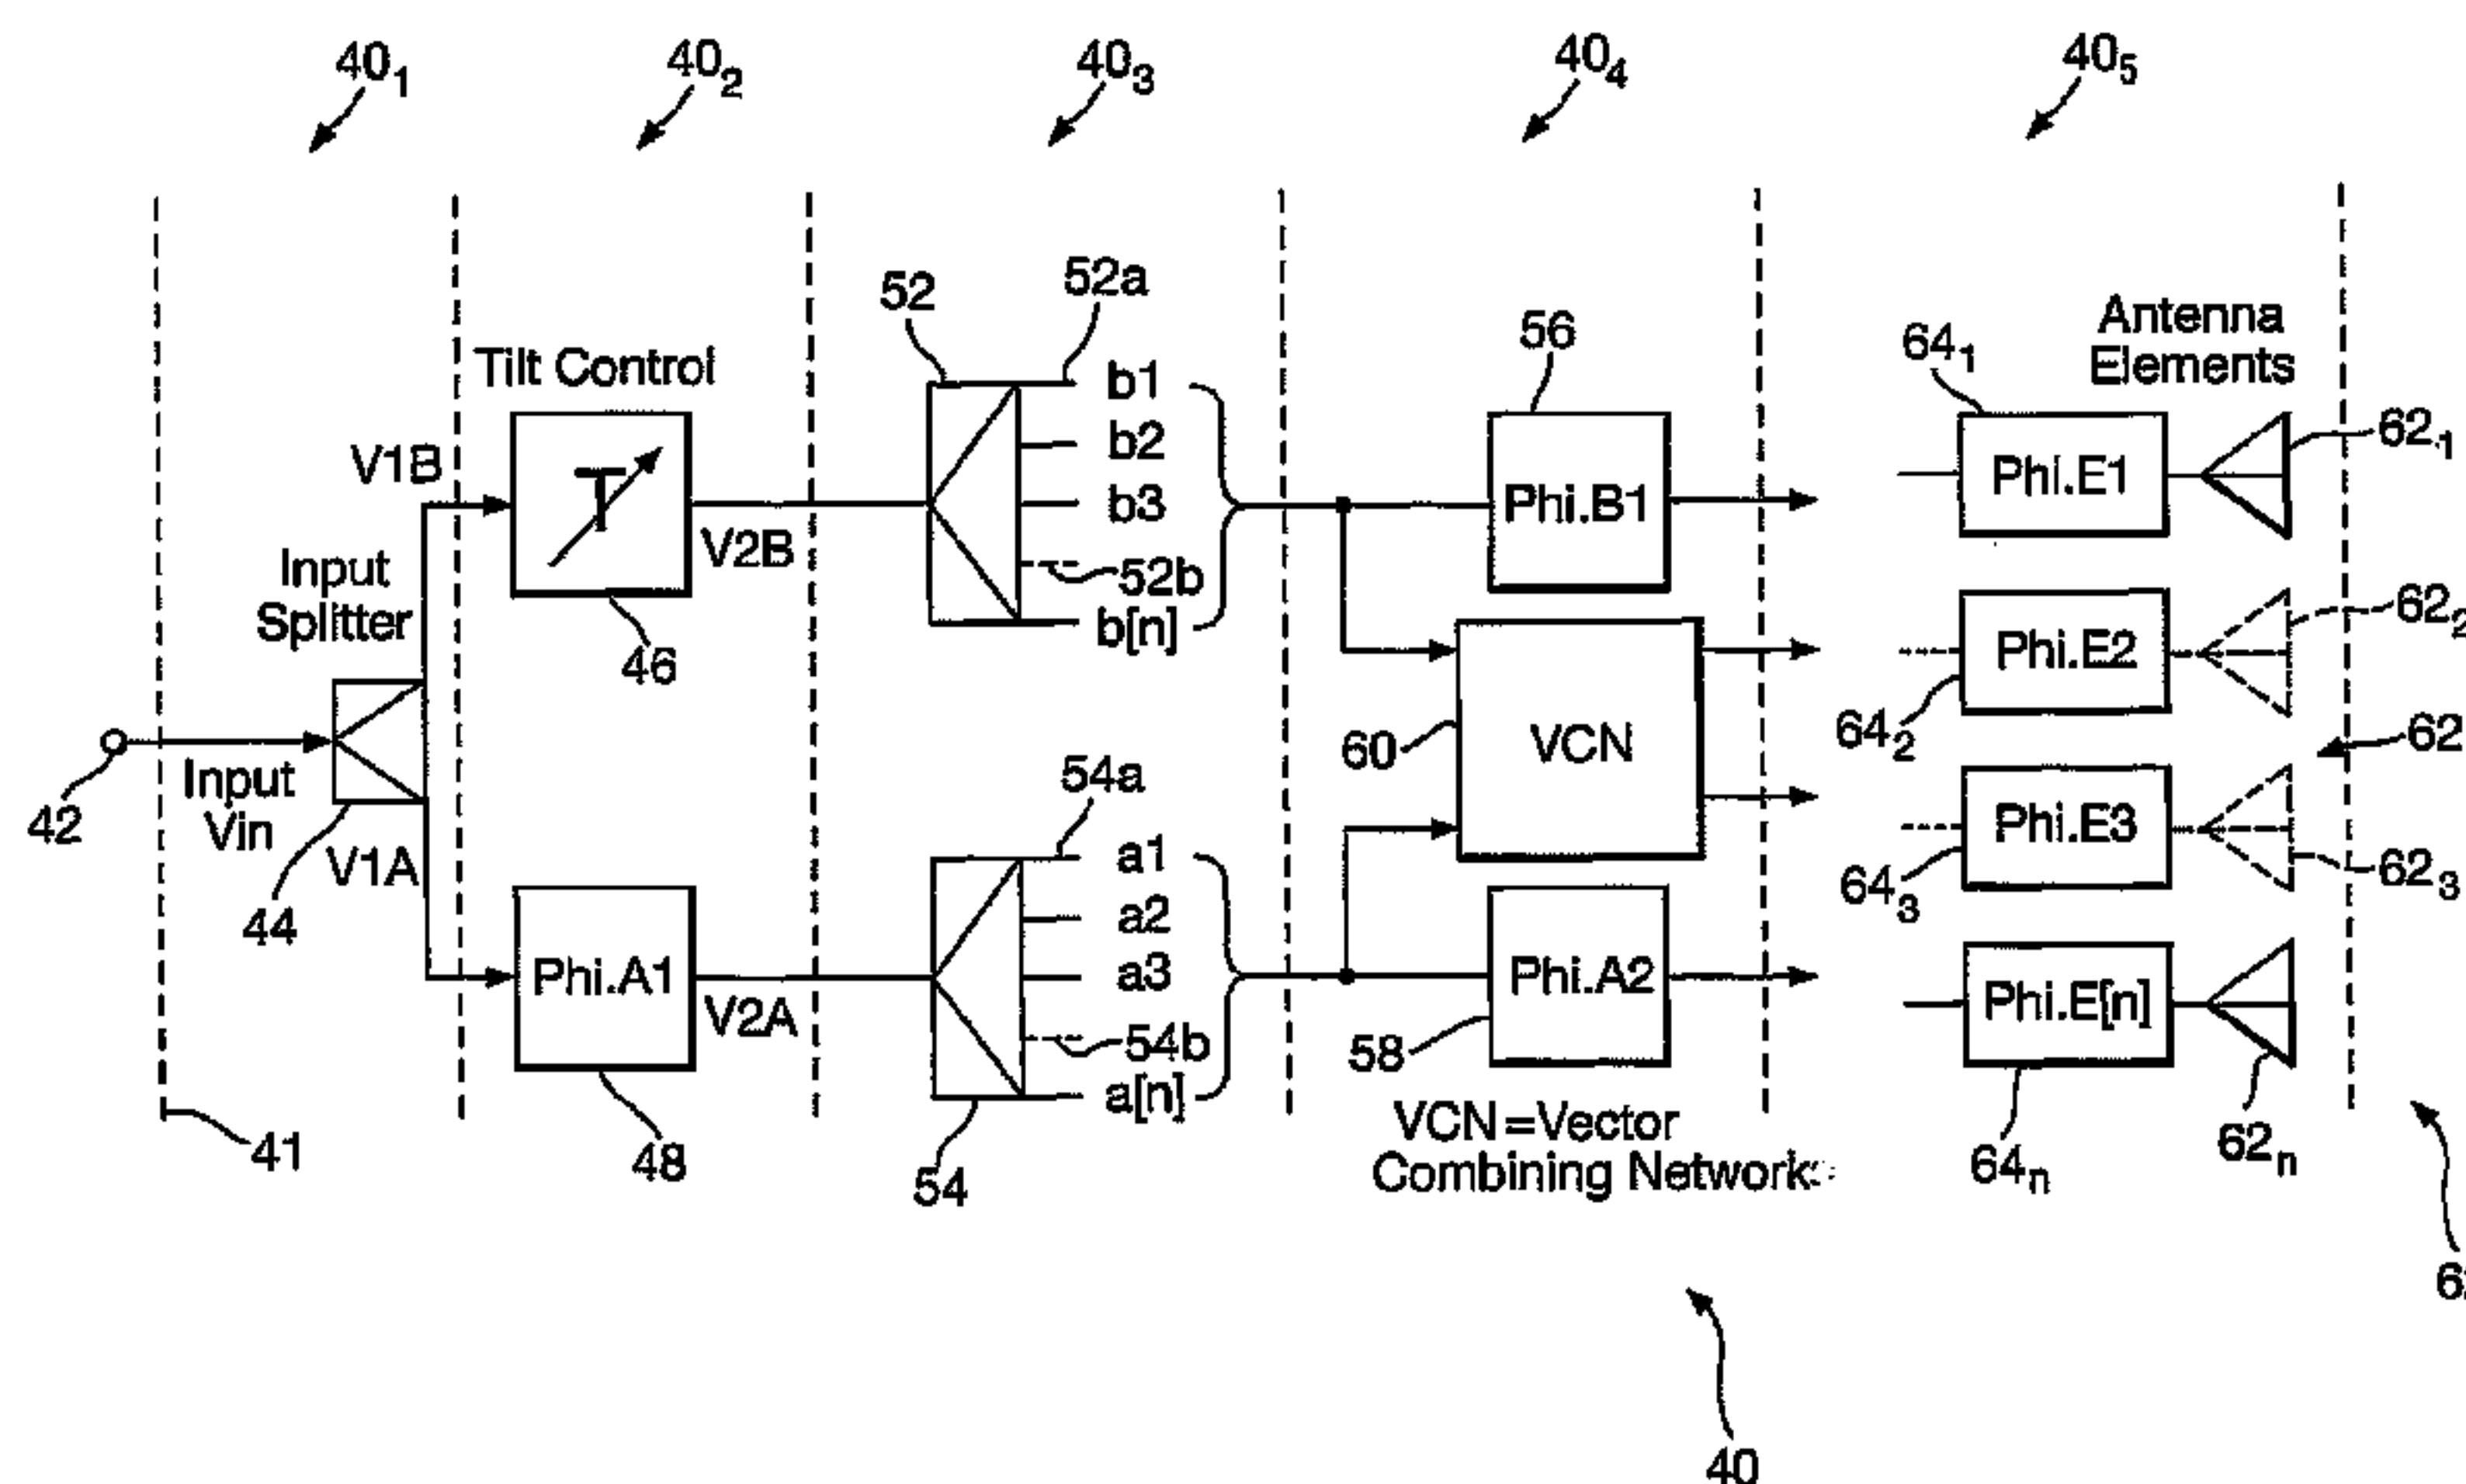 40₁
40₂
40₃
40₄
40₅
52
52a
56
64₁
Antenna
Elements
Tilt Control
b1
b2
b3
52b
b[n]
V1B
T
V2B
46
Phi.B1
Phi.E1
62₁
Input
Splitter
Phi.E2
62₂
64₂
42
Input
Vin
44
V1A
60
VCN
62
54a
a1
a2
a3
54b
a[n]
Phi.E3
62₃
64₃
Phi.A1
V2A
48
54
Phi.A2
58
Phi.E[n]
64ₙ
62ₙ
41
VCN=Vector
Combining Network
40